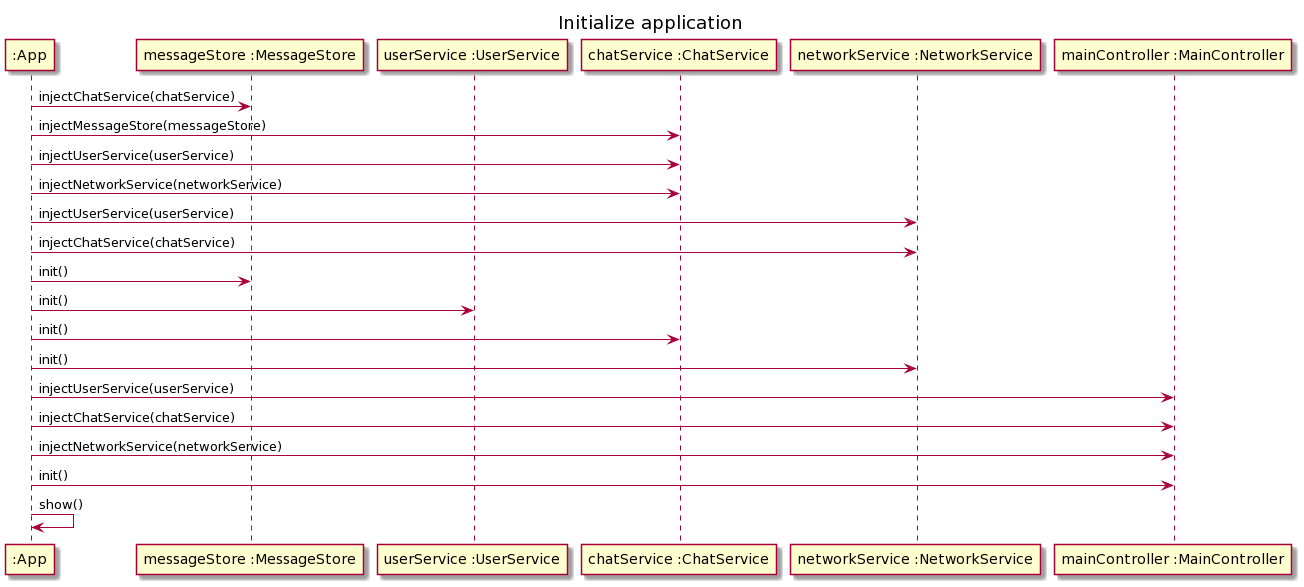 Initialize application
:App
messageStore :MessageStore
userService :UserService
chatService :ChatService
networkService :NetworkService
mainController :MainController
injectChatService(chatService)
injectMessageStore(messageStore)
injectUserService(userService)
injectNetworkService(networkService)
injectUserService(userService)
injectChatService(chatService)
init()
init()
init()
init()
injectUserService(userService)
injectChatService(chatService)
injectNetworkService(networkService)
init()
show()
:App
messageStore :MessageStore
userService :UserService
chatService :ChatService
networkService :NetworkService
mainController :MainController